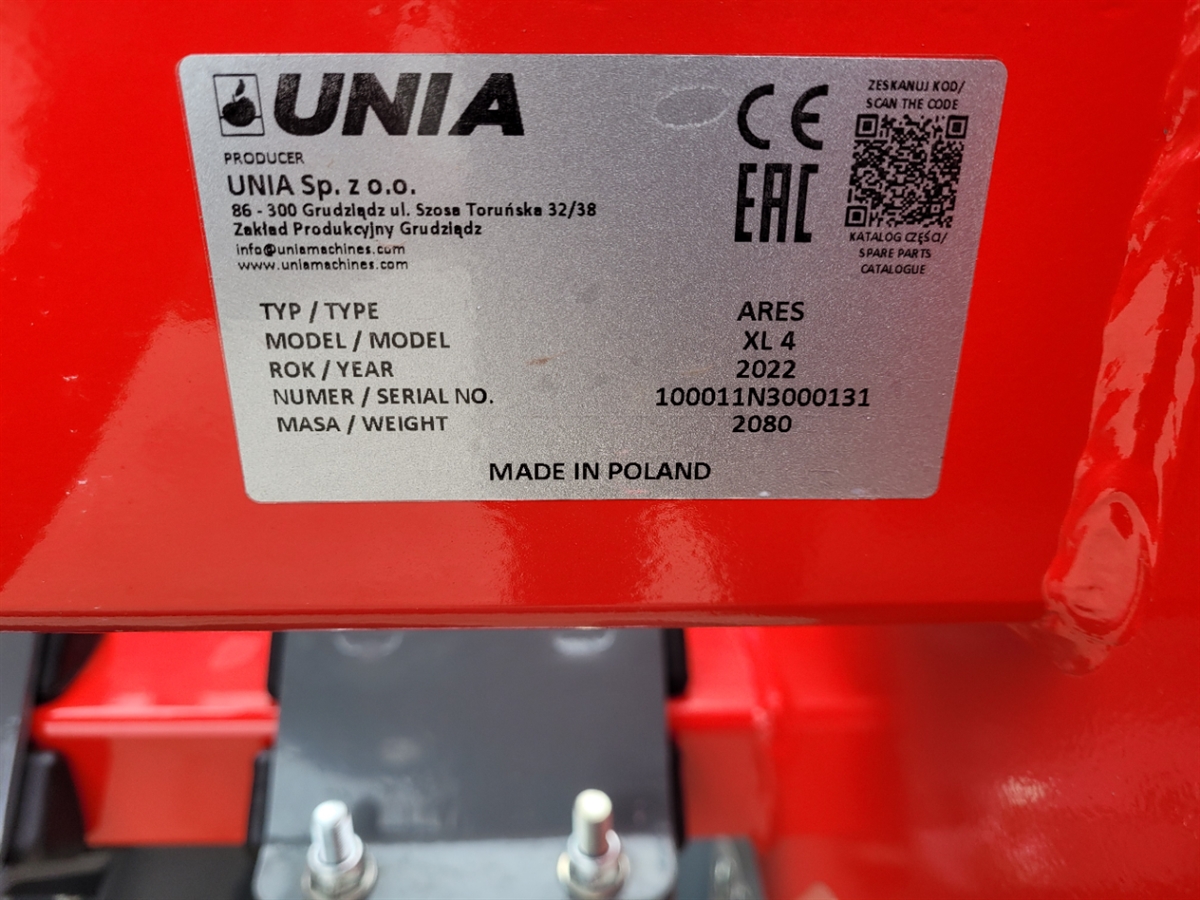 UNIA
PRODUCER
UNIA Sp. z o.o.
86 - 300 Grudziądz ul. Szosa Toruńska 32/38
Zakład Produkcyjny Grudziądz
info@uniamachines.com
www.uniamachines.com
CE
EAC
ZESKANUJ KOD/
SCAN THE CODE
KATALOG CZĘŚCI/
SPARE PARTS
CATALOGUE
TYP / TYPE ARES
MODEL / MODEL XL 4
ROK / YEAR 2022
NUMER / SERIAL NO. 100011N3000131
MASA / WEIGHT 2080
MADE IN POLAND